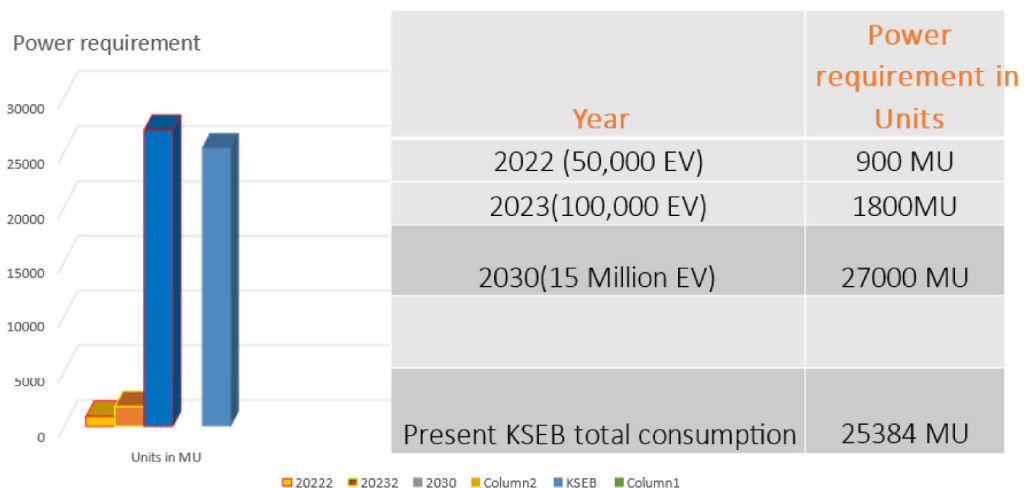 Power requirement
30000
25000
20000
15000
10000
5000
0
Units in MU
20222 20232 2030 Column2 KSEB Column1
Year Power requirement in Units
2022 (50,000 EV) 900 MU
2023(100,000 EV) 1800MU
2030(15 Million EV) 27000 MU
Present KSEB total consumption 25384 MU